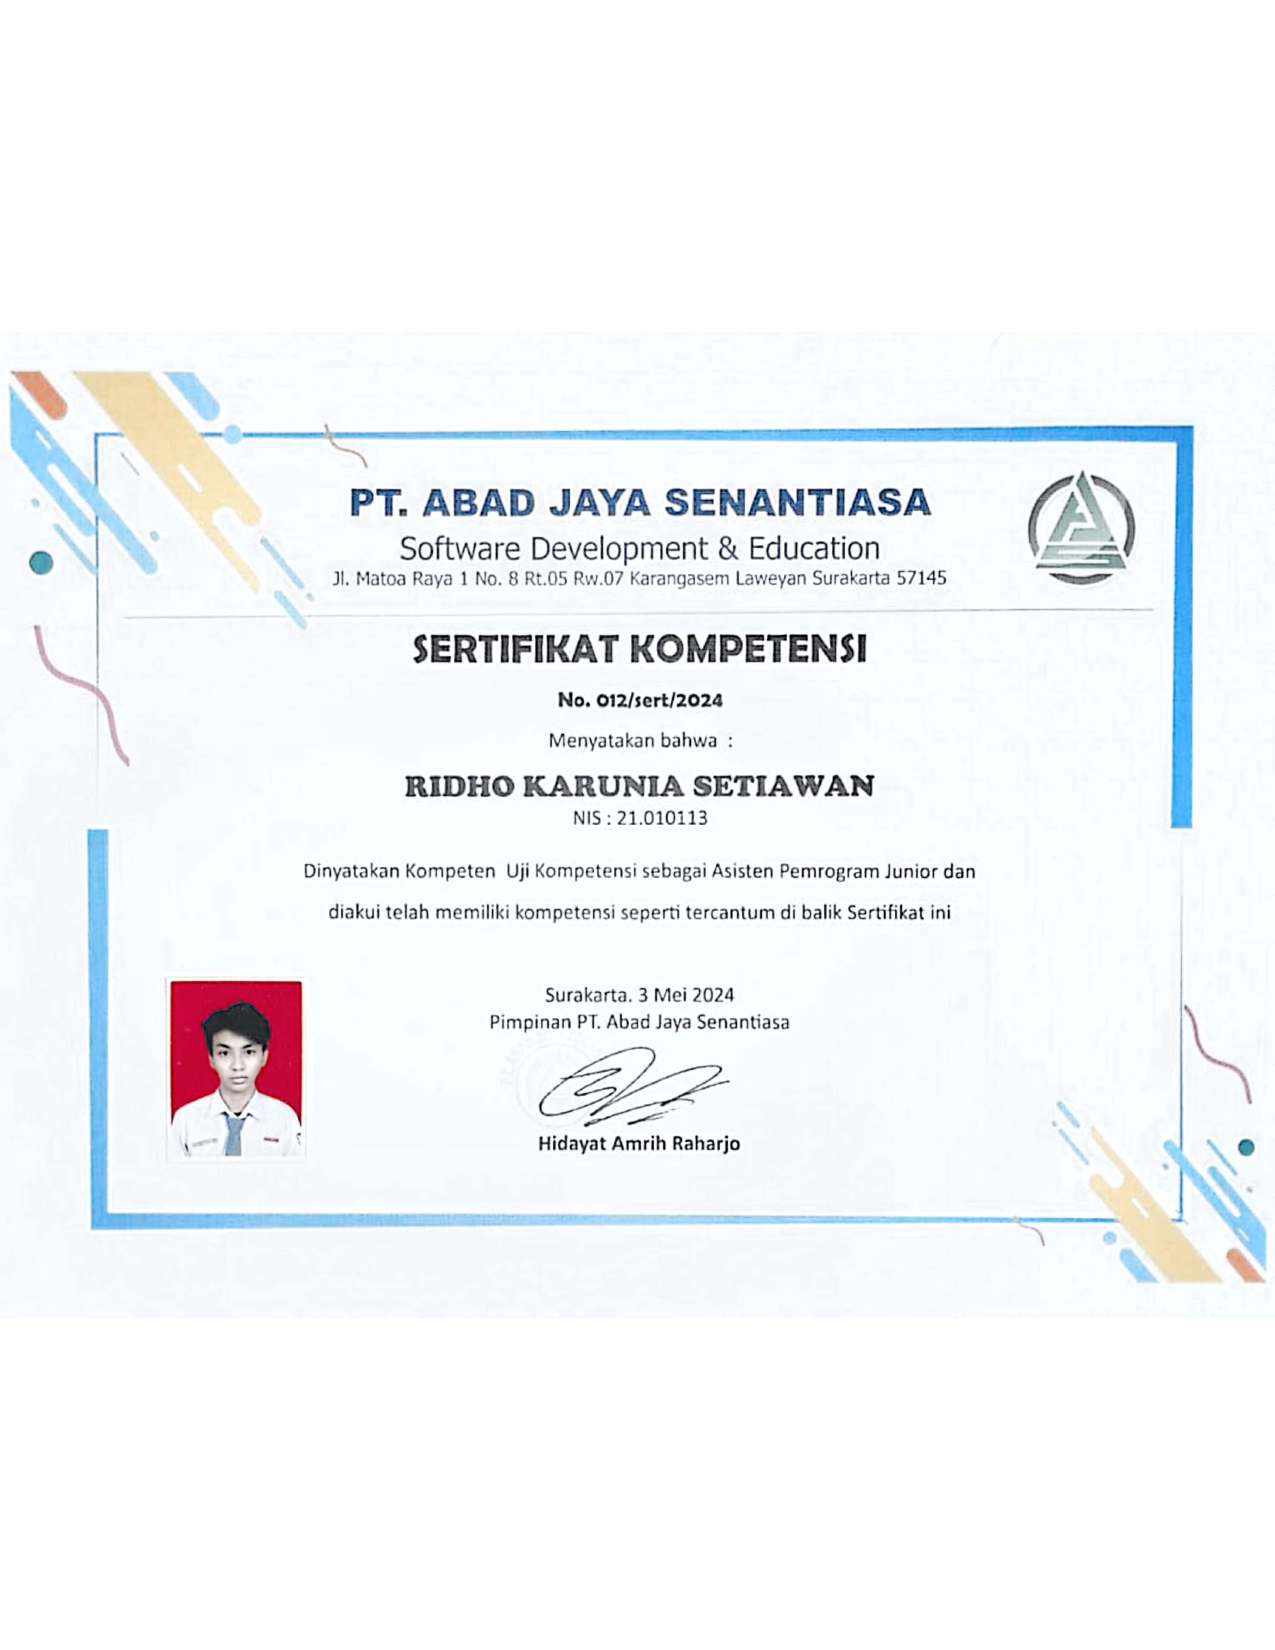 PT. ABAD JAYA SENANTIASA
Software Development & Education
Jl. Matoa Raya 1 No. 8 Rt.05 Rw.07 Karangasem Laweyan Surakarta 57145
SERTIFIKAT KOMPETENSI
No. 012/sert/2024
Menyatakan bahwa :
RIDHO KARUNIA SETIAWAN
NIS : 21.010113
Dinyatakan Kompeten Uji Kompetensi sebagai Asisten Pemrogram Junior dan
diakui telah memiliki kompetensi seperti tercantum di balik Sertifikat ini
Surakarta. 3 Mei 2024
Pimpinan PT. Abad Jaya Senantiasa
Hidayat Amrih Raharjo